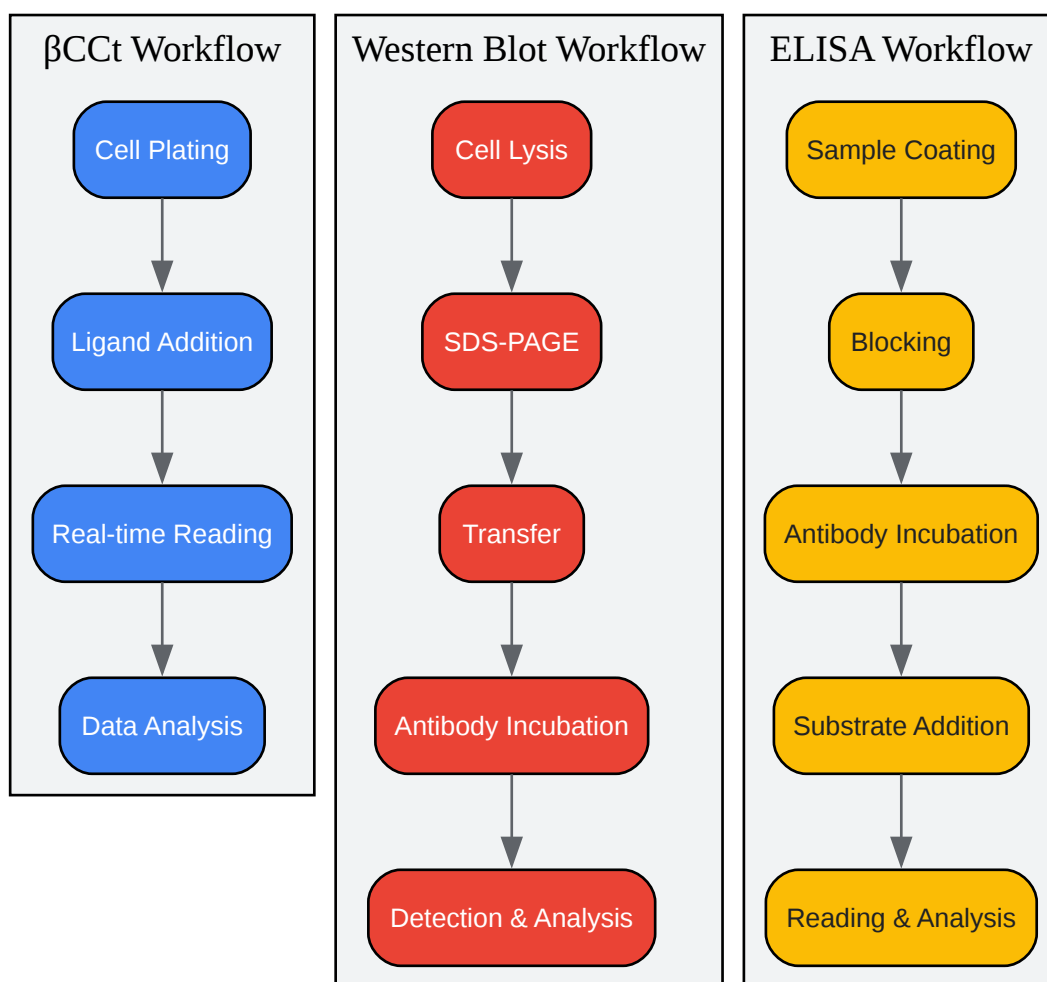 βCCt Workflow
Cell Plating
Ligand Addition
Real-time Reading
Data Analysis
Western Blot Workflow
Cell Lysis
SDS-PAGE
Transfer
Antibody Incubation
Detection & Analysis
ELISA Workflow
Sample Coating
Blocking
Antibody Incubation
Substrate Addition
Reading & Analysis